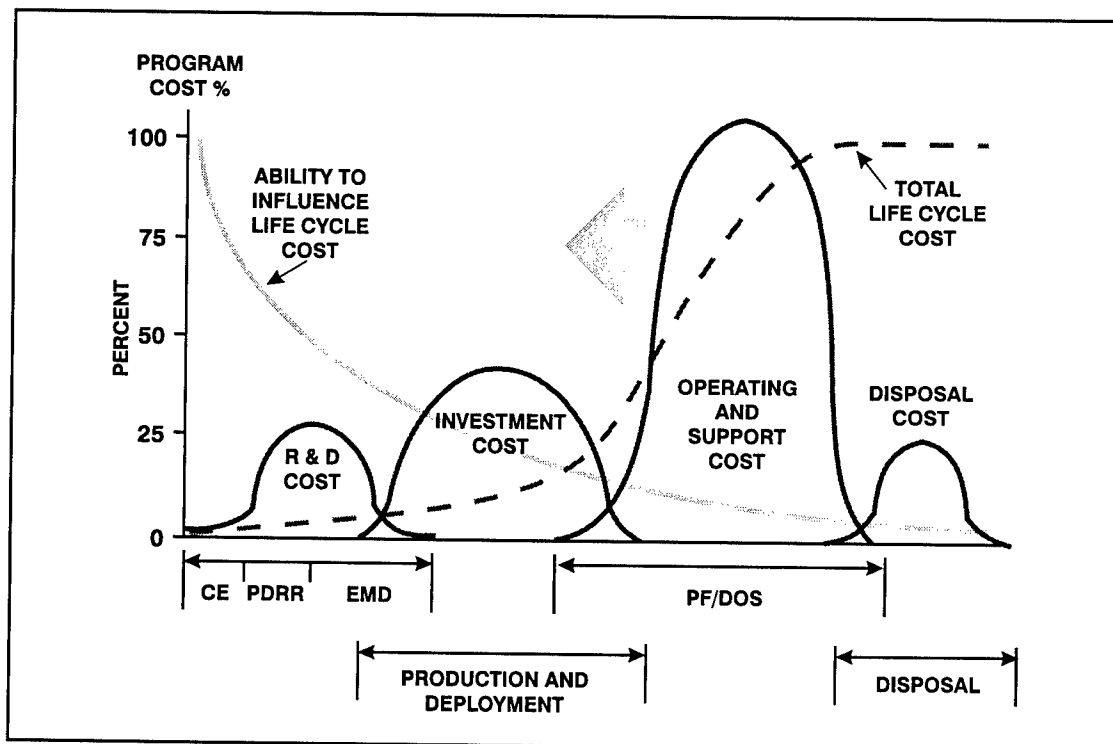 PROGRAM
COST %
100
75
50
25
0
PERCENT
ABILITY TO
INFLUENCE
LIFE CYCLE
COST
TOTAL
LIFE CYCLE
COST
R & D
COST
INVESTMENT
COST
OPERATING
AND
SUPPORT
COST
DISPOSAL
COST
CE
PDRR
EMD
PF/DOS
PRODUCTION AND
DEPLOYMENT
DISPOSAL